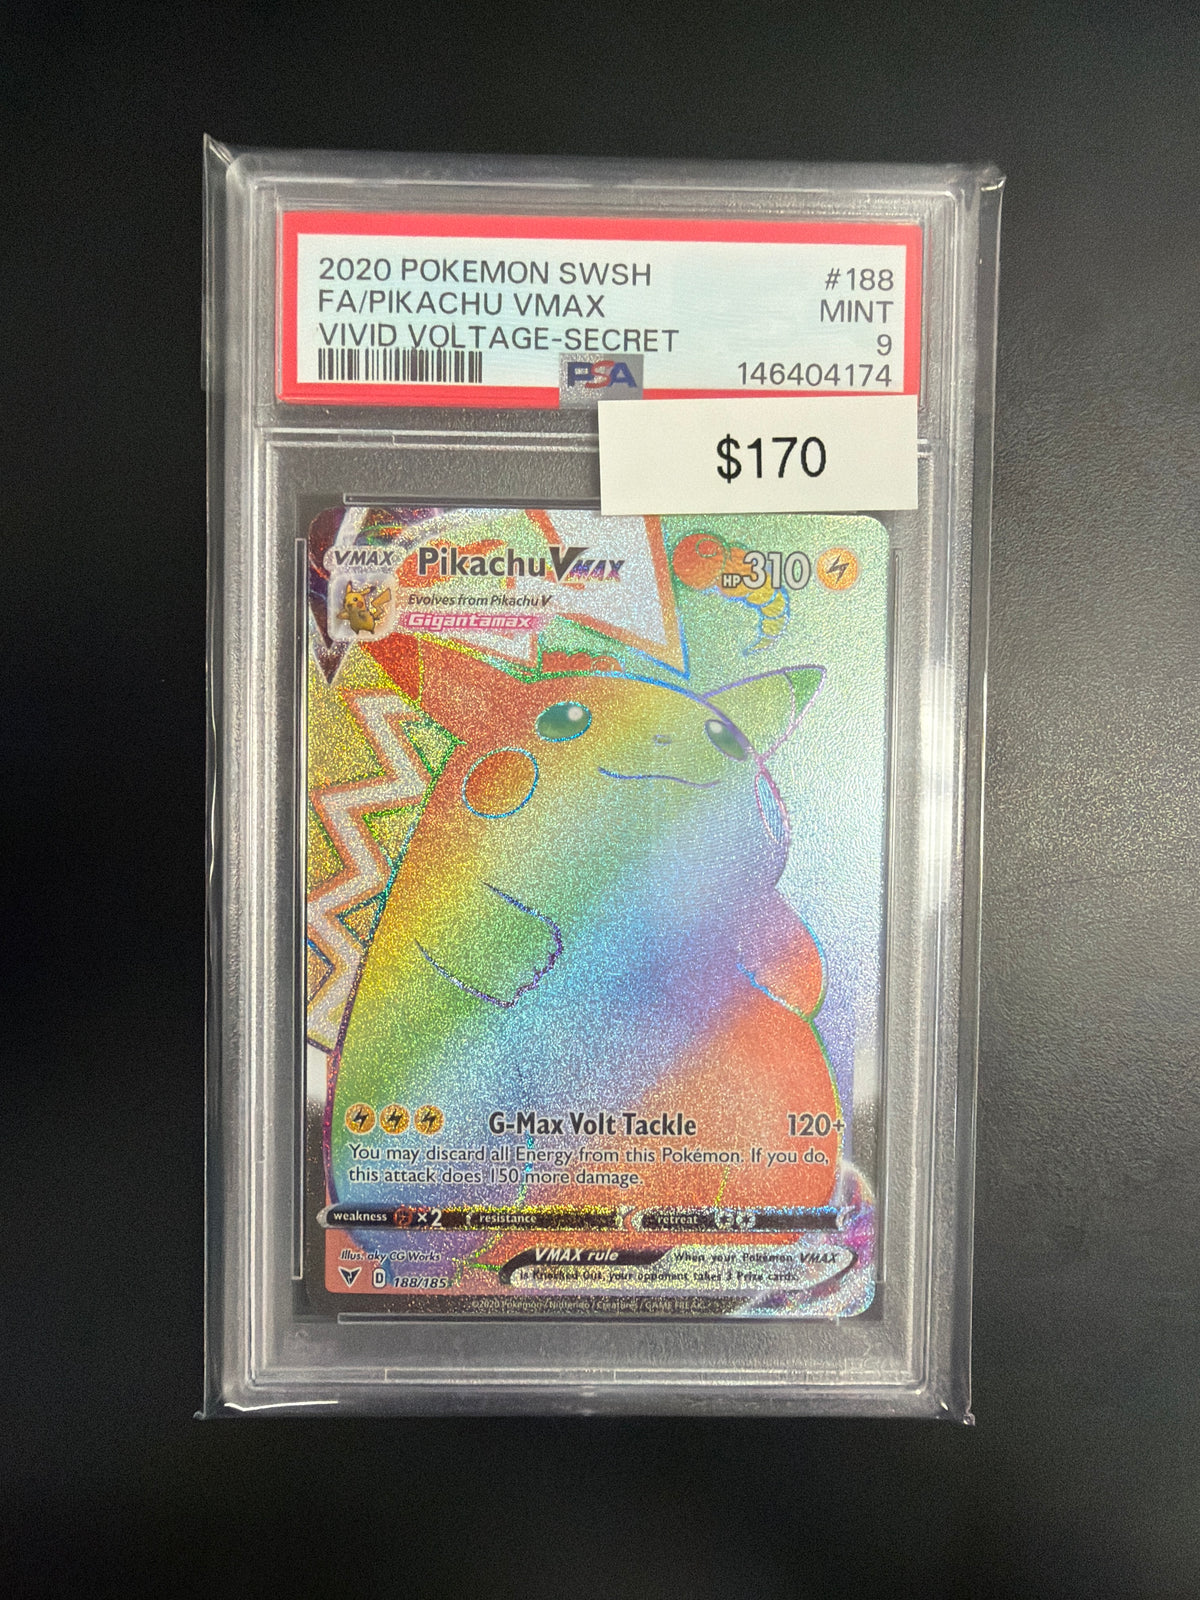 2020 POKEMON SWSH #188
FA/PIKACHU VMAX MINT
VIVID VOLTAGE-SECRET 9
PSA 146404174
$170
VMAX Pikachu VMAX HP 310
Evolves from Pikachu V
Gigantamax
G-Max Volt Tackle 120+
You may discard all Energy from this Pokémon. If you do,
this attack does 150 more damage.
weakness ×2 resistance retreat
Illus. aky CG Works
VMAX rule When your Pokémon VMAX
is Knocked Out, your opponent takes 3 Prize cards.
D 188/185
©2020 Pokémon / Nintendo / Creatures / GAME FREAK